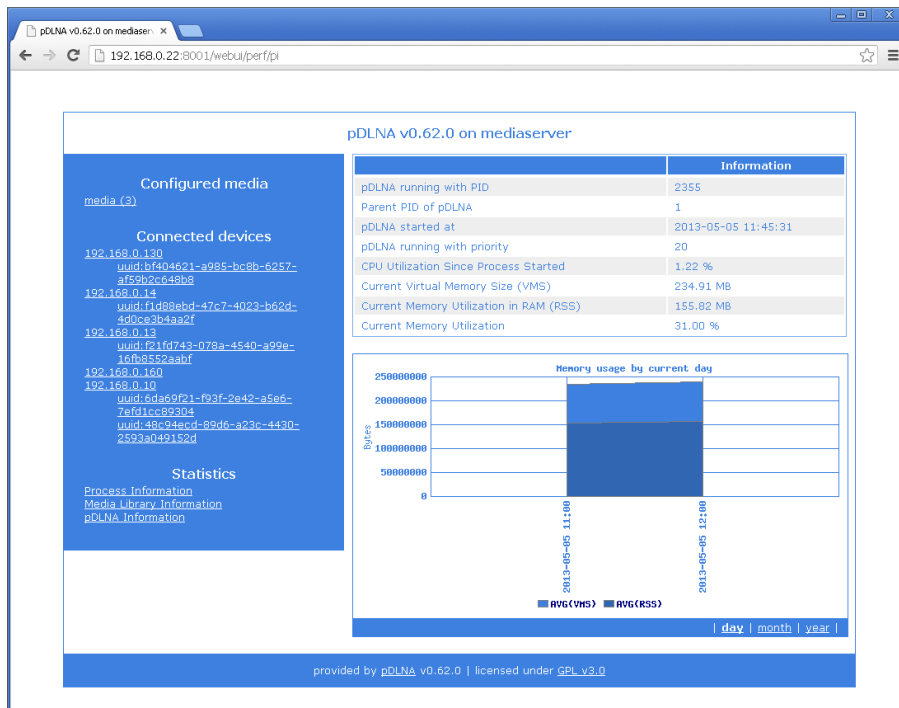 pDLNA v0.62.0 on mediaser
192.168.0.22:8001/webui/perf/pi
pDLNA v0.62.0 on mediaserver
Configured media
media (3)
Connected devices
192.168.0.130
uuid:bf404621-a985-bc8b-6257-
af59b2c648b8
192.168.0.14
uuid:f1d88ebd-47c7-4023-b62d-
4d0ce3b4aa2f
192.168.0.13
uuid:f21fd743-078a-4540-a99e-
16fb8552aabf
192.168.0.160
192.168.0.10
uuid:6da69f21-f93f-2e42-a5e6-
7efd1cc89304
uuid:48c94ecd-89d6-a23c-4430-
2593a049152d
Statistics
Process Information
Media Library Information
pDLNA Information
Information
pDLNA running with PID 2355
Parent PID of pDLNA 1
pDLNA started at 2013-05-05 11:45:31
pDLNA running with priority 20
CPU Utilization Since Process Started 1.22 %
Current Virtual Memory Size (VMS) 234.91 MB
Current Memory Utilization in RAM (RSS) 155.82 MB
Current Memory Utilization 31.00 %
Memory usage by current day
Bytes
250000000
200000000
150000000
100000000
50000000
0
2013-05-05 11:00
2013-05-05 12:00
AVG(VMS) AVG(RSS)
| day | month | year |
provided by pDLNA v0.62.0 | licensed under GPL v3.0